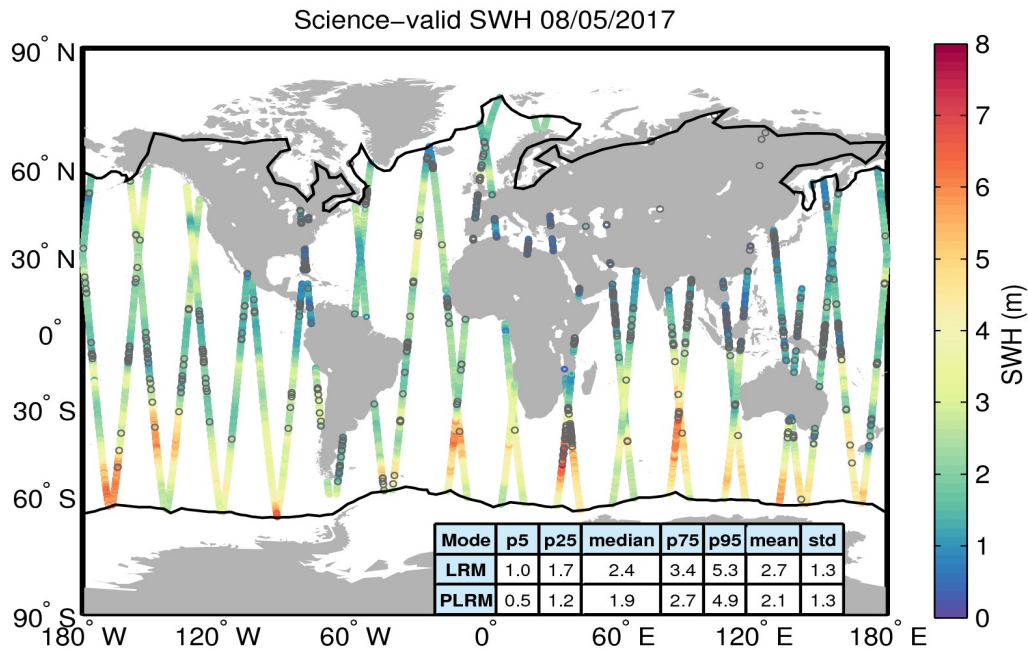 Science−valid SWH 08/05/2017
90° N
60° N
30° N
0°
30° S
60° S
90° S
180° W
120° W
60° W
0°
60° E
120° E
180° E
8
7
6
5
4
3
2
1
0
SWH (m)
Mode p5 p25 median p75 p95 mean std
LRM 1.0 1.7 2.4 3.4 5.3 2.7 1.3
PLRM 0.5 1.2 1.9 2.7 4.9 2.1 1.3